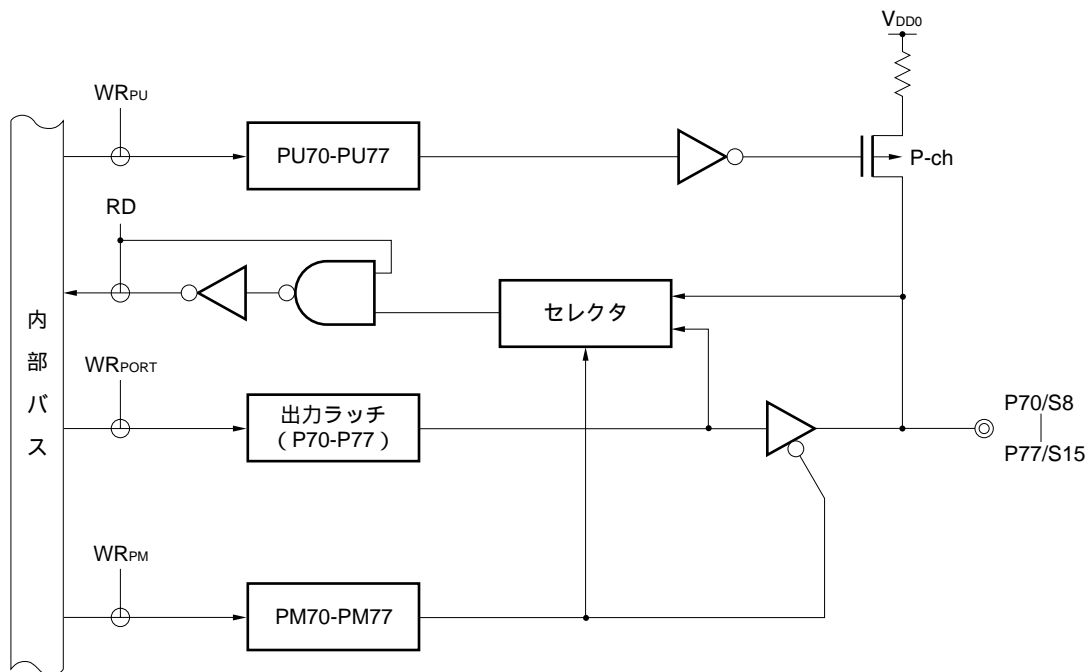 VDD0
WRPU
PU70-PU77
P-ch
RD
セレクタ
内部バス
WRPORT
出力ラッチ
(P70-P77)
P70/S8
P77/S15
WRPM
PM70-PM77